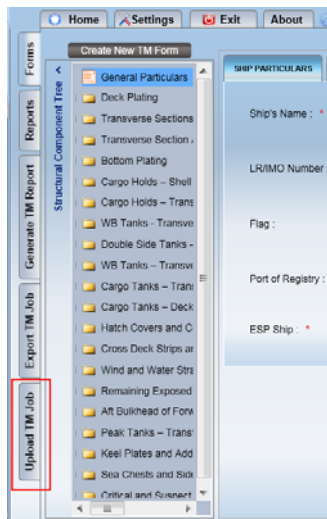 Home
Settings
Exit
About
Forms
Reports
Generate TM Report
Export TM Job
Upload TM Job
Create New TM Form
Structural Component Tree
General Particulars
Deck Plating
Transverse Sections
Transverse Section
Bottom Plating
Cargo Holds – Shell
Cargo Holds – Trans
WB Tanks - Transve
Double Side Tanks -
WB Tanks – Transve
Cargo Tanks – Trans
Cargo Tanks – Deck
Hatch Covers and C
Cross Deck Strips ar
Wind and Water Stra
Remaining Exposed
Aft Bulkhead of Forw
Peak Tanks – Trans
Keel Plates and Add
Sea Chests and Side
Critical and Suspect
SHIP PARTICULARS
Ship's Name : *
LR/IMO Number
Flag :
Port of Registry :
ESP Ship : *